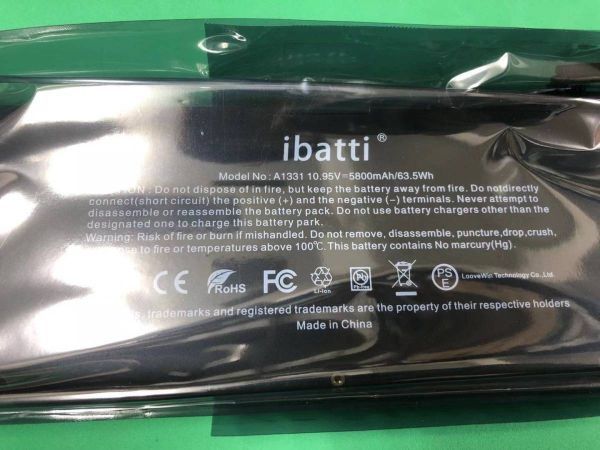 ibatti®
Model No: A1331 10.95V⎓5800mAh/63.5Wh
CAUTION: Do not dispose of in fire, but keep the battery away from fire. Do notdirectly
connect(short circuit) the positive (+) and the negative (-) terminals. Never attempt to
disassemble or reassemble the battery pack. Do not use battery chargers other than the
designated one to charge this battery pack.
Warning: Risk of fire or burn if mishandled. Do not remove, disassemble, puncture,drop,crush,
to fire or temperatures above 100℃. This battery contains No marcury(Hg).
CE RoHS FC Li-ion PS E LooveWin Technology Co.,Ltd
trademarks and registered trademarks are the property of their respective holders
Made in China